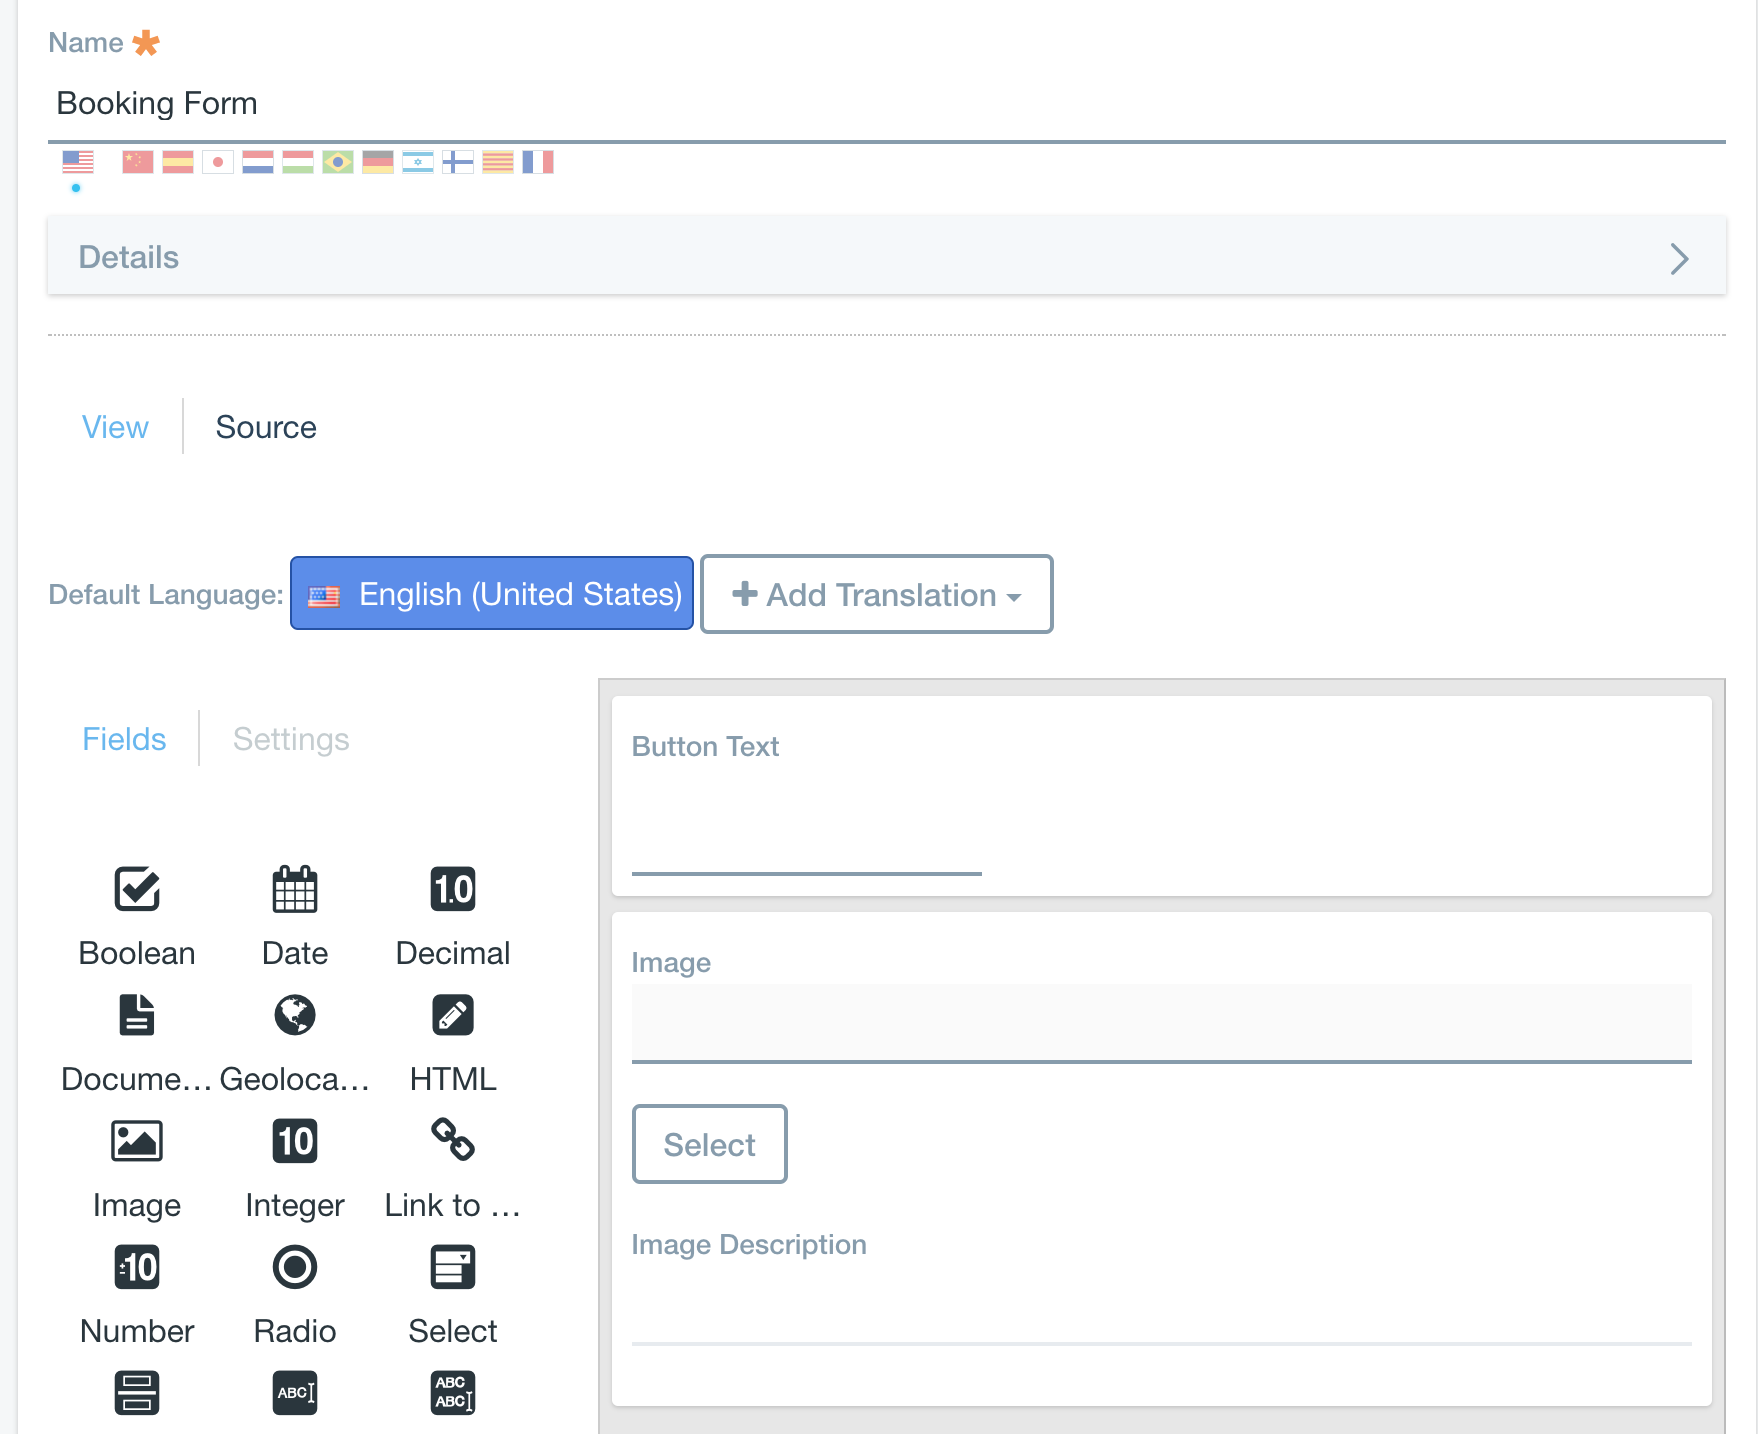 Name
Booking Form
Details
View
Source
Default Language:
English (United States)
Add Translation
Fields
Settings
Button Text
1.0
Boolean
Date
Decimal
Image
Docume…
Geoloca…
HTML
10
Select
Image
Integer
Link to …
Image Description
±10
Number
Radio
Select
ABC
ABC
ABC